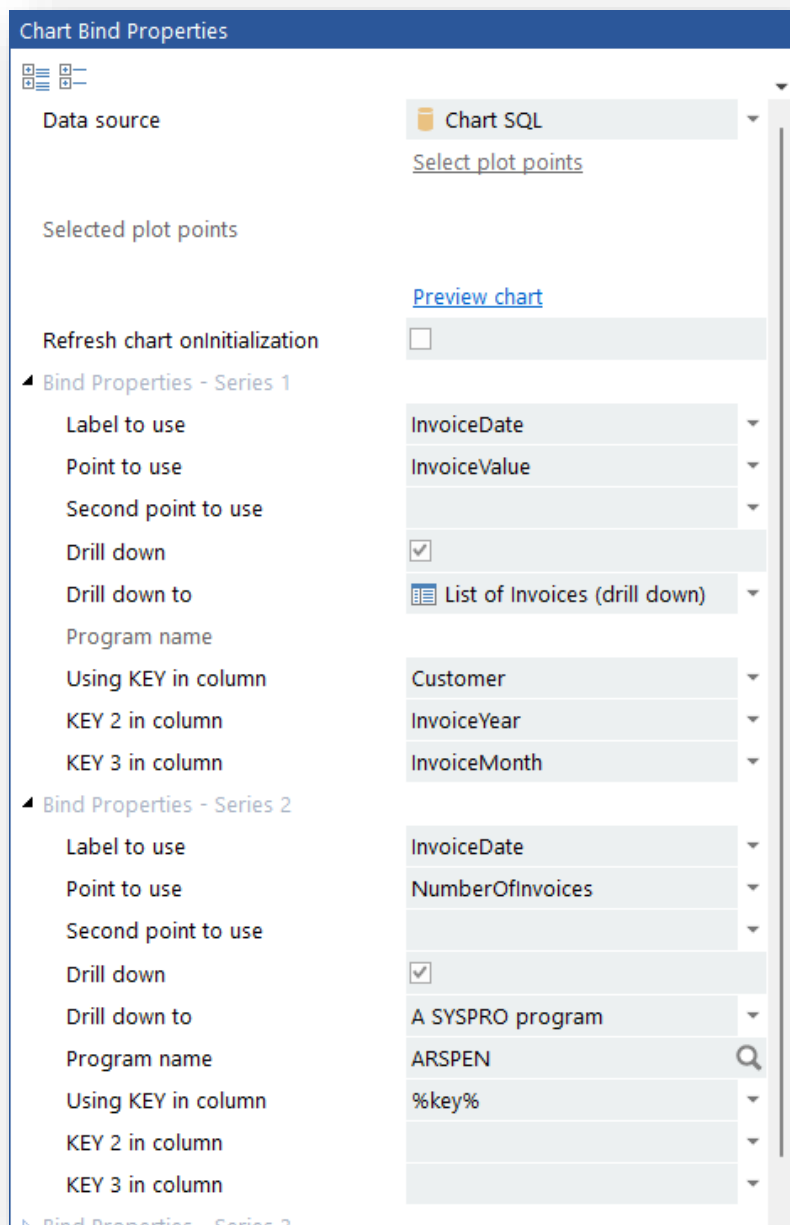 Chart Bind Properties
Data source Chart SQL
Select plot points
Selected plot points
Preview chart
Refresh chart onInitialization
Bind Properties - Series 1
Label to use InvoiceDate
Point to use InvoiceValue
Second point to use
Drill down
Drill down to List of Invoices (drill down)
Program name
Using KEY in column Customer
KEY 2 in column InvoiceYear
KEY 3 in column InvoiceMonth
Bind Properties - Series 2
Label to use InvoiceDate
Point to use NumberOfInvoices
Second point to use
Drill down
Drill down to A SYSPRO program
Program name ARSPEN
Using KEY in column %key%
KEY 2 in column
KEY 3 in column
Bind Properties - Series